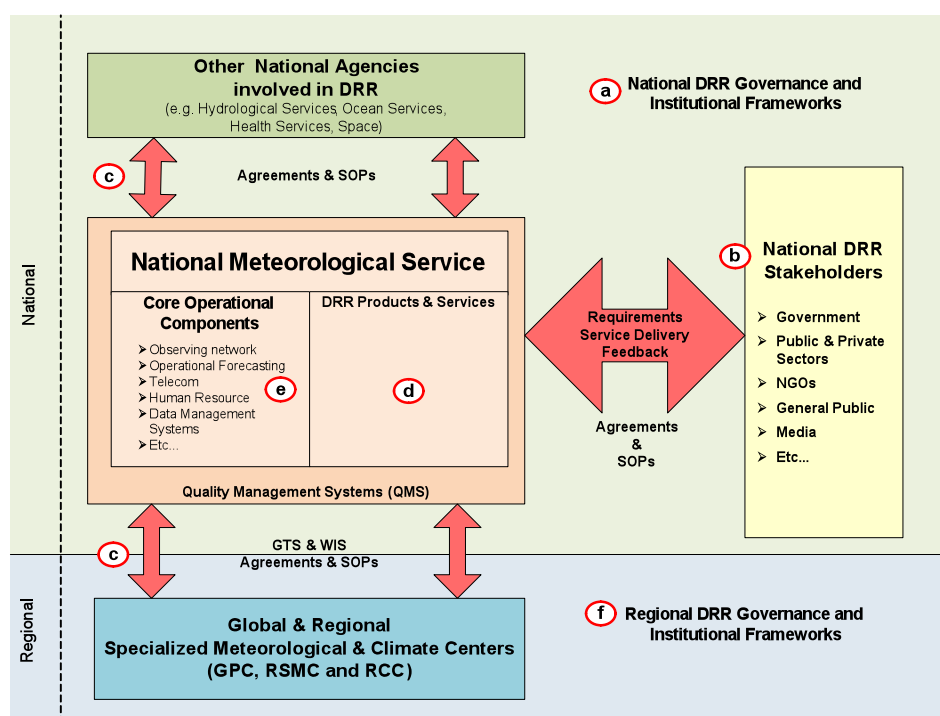 Other National Agencies
involved in DRR
(e.g. Hydrological Services, Ocean Services,
Health Services, Space)
a
National DRR Governance and
Institutional Frameworks
c
Agreements & SOPs
National
National Meteorological Service
Core Operational
Components
➢ Observing network
➢ Operational Forecasting
➢ Telecom
➢ Human Resource
➢ Data Management
Systems
➢ Etc...
e
DRR Products & Services
d
Quality Management Systems (QMS)
Requirements
Service Delivery
Feedback
Agreements
&
SOPs
b
National DRR
Stakeholders
➢ Government
➢ Public & Private
Sectors
➢ NGOs
➢ General Public
➢ Media
➢ Etc...
c
GTS & WIS
Agreements & SOPs
Regional
Global & Regional
Specialized Meteorological & Climate Centers
(GPC, RSMC and RCC)
f
Regional DRR Governance and
Institutional Frameworks